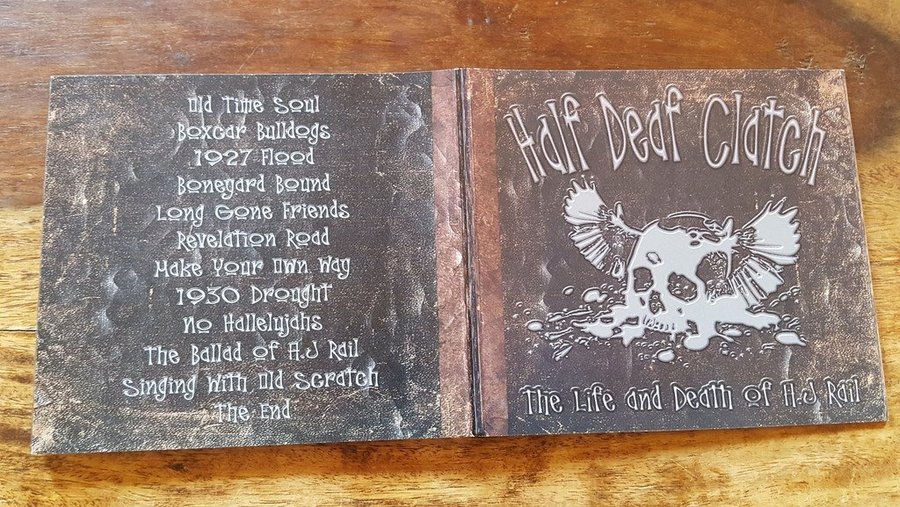 Old Time Soul
Boxcar Bulldogs
1927 Flood
Boneyard Bound
Long Gone Friends
Revelation Road
Make Your Own Way
1930 Drought
No Hallelujahs
The Ballad of A.J Rail
Singing With Old Scratch
The End
Half Deaf Clatch
The Life and Death of A.J Rail